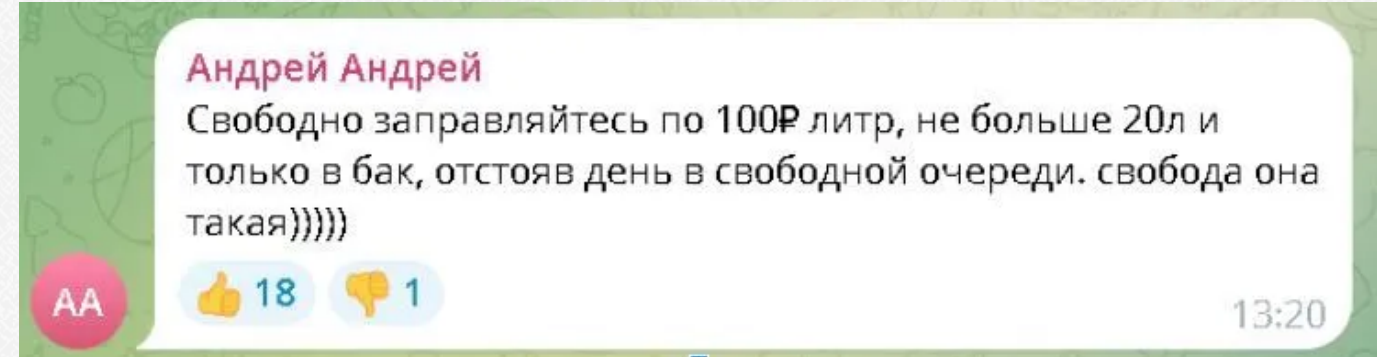 Андрей Андрей
Свободно заправляйтесь по 100₽ литр, не больше 20л и
только в бак, отстояв день в свободной очереди. свобода она
такая)))))
👍 18 👎 1
АА
13:20